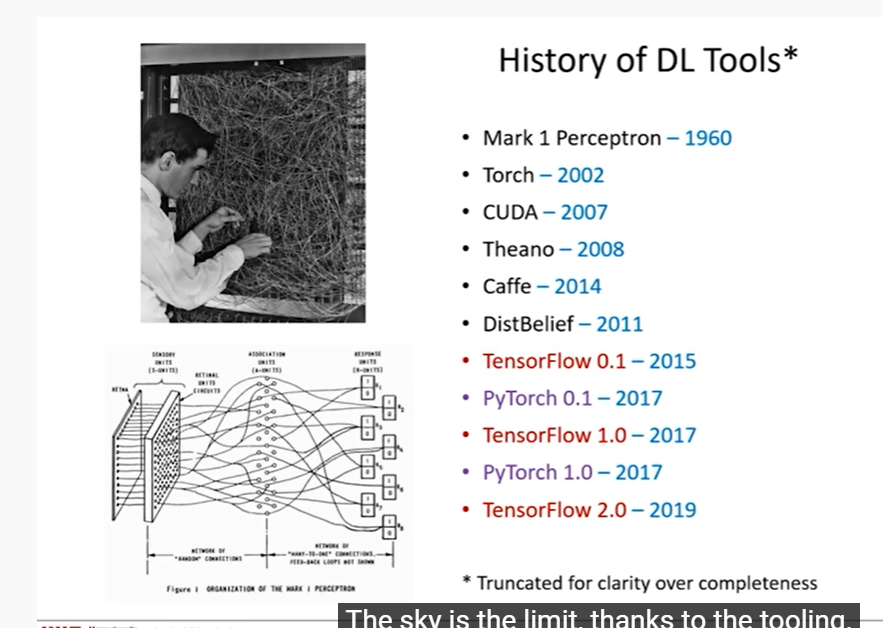 History of DL Tools*
• Mark 1 Perceptron – 1960
• Torch – 2002
• CUDA – 2007
• Theano – 2008
• Caffe – 2014
• DistBelief – 2011
• TensorFlow 0.1 – 2015
• PyTorch 0.1 – 2017
• TensorFlow 1.0 – 2017
• PyTorch 1.0 – 2017
• TensorFlow 2.0 – 2019
* Truncated for clarity over completeness
SENSORY
UNITS
(S-UNITS)
ASSOCIATION
UNITS
(A-UNITS)
RESPONSE
UNITS
(R-UNITS)
RETINA
RETINAL
UNITS
CIRCUITS
NETWORK OF
"RANDOM" CONNECTIONS
NETWORK OF
"MANY-TO-ONE" CONNECTIONS.
FEED-BACK LOOPS NOT SHOWN
Figure 1 ORGANIZATION OF THE MARK I PERCEPTRON
The sky is the limit, thanks to the tooling.